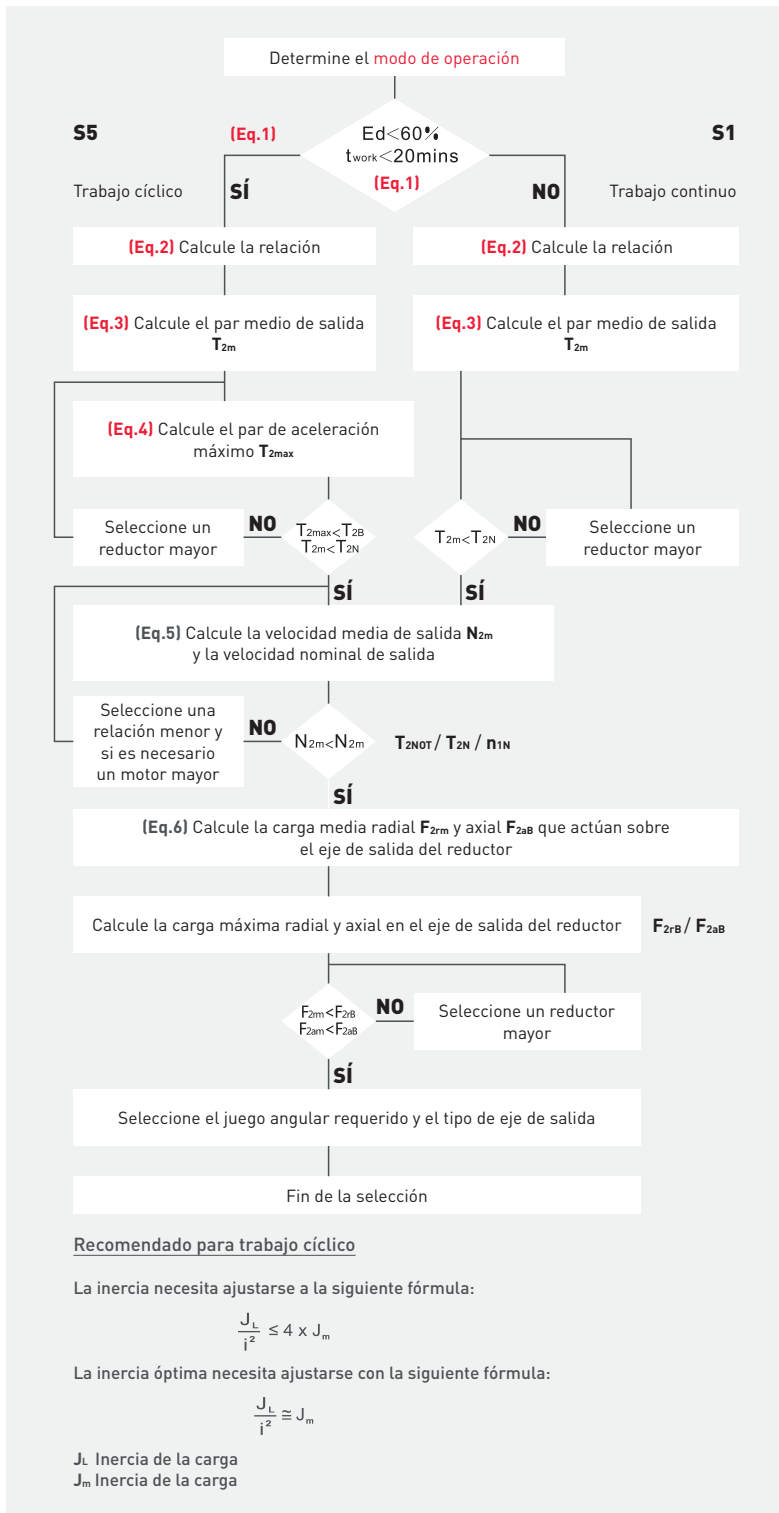 Determine el modo de operación
S5
(Eq.1)
Ed<60%
twork<20mins
(Eq.1)
S1
Trabajo cíclico
SÍ
NO
Trabajo continuo
(Eq.2) Calcule la relación
(Eq.2) Calcule la relación
(Eq.3) Calcule el par medio de salida
T2m
(Eq.3) Calcule el par medio de salida
T2m
(Eq.4) Calcule el par de aceleración
máximo T2max
Seleccione un
reductor mayor
NO
T2max<T2B
T2m<T2N
T2m<T2N
NO
Seleccione un
reductor mayor
SÍ
SÍ
(Eq.5) Calcule la velocidad media de salida N2m
y la velocidad nominal de salida
Seleccione una
relación menor y
si es necesario
un motor mayor
NO
N2m<N2m
T2NOT / T2N / n1N
SÍ
(Eq.6) Calcule la carga media radial F2rm y axial F2aB que actúan sobre
el eje de salida del reductor
Calcule la carga máxima radial y axial en el eje de salida del reductor
F2rB / F2aB
F2rm<F2rB
F2am<F2aB
NO
Seleccione un reductor
mayor
SÍ
Seleccione el juego angular requerido y el tipo de eje de salida
Fin de la selección
Recomendado para trabajo cíclico
La inercia necesita ajustarse a la siguiente fórmula:
JL
i² ≤ 4 x Jm
La inercia óptima necesita ajustarse con la siguiente fórmula:
JL
i² ≅ Jm
JL Inercia de la carga
Jm Inercia de la carga